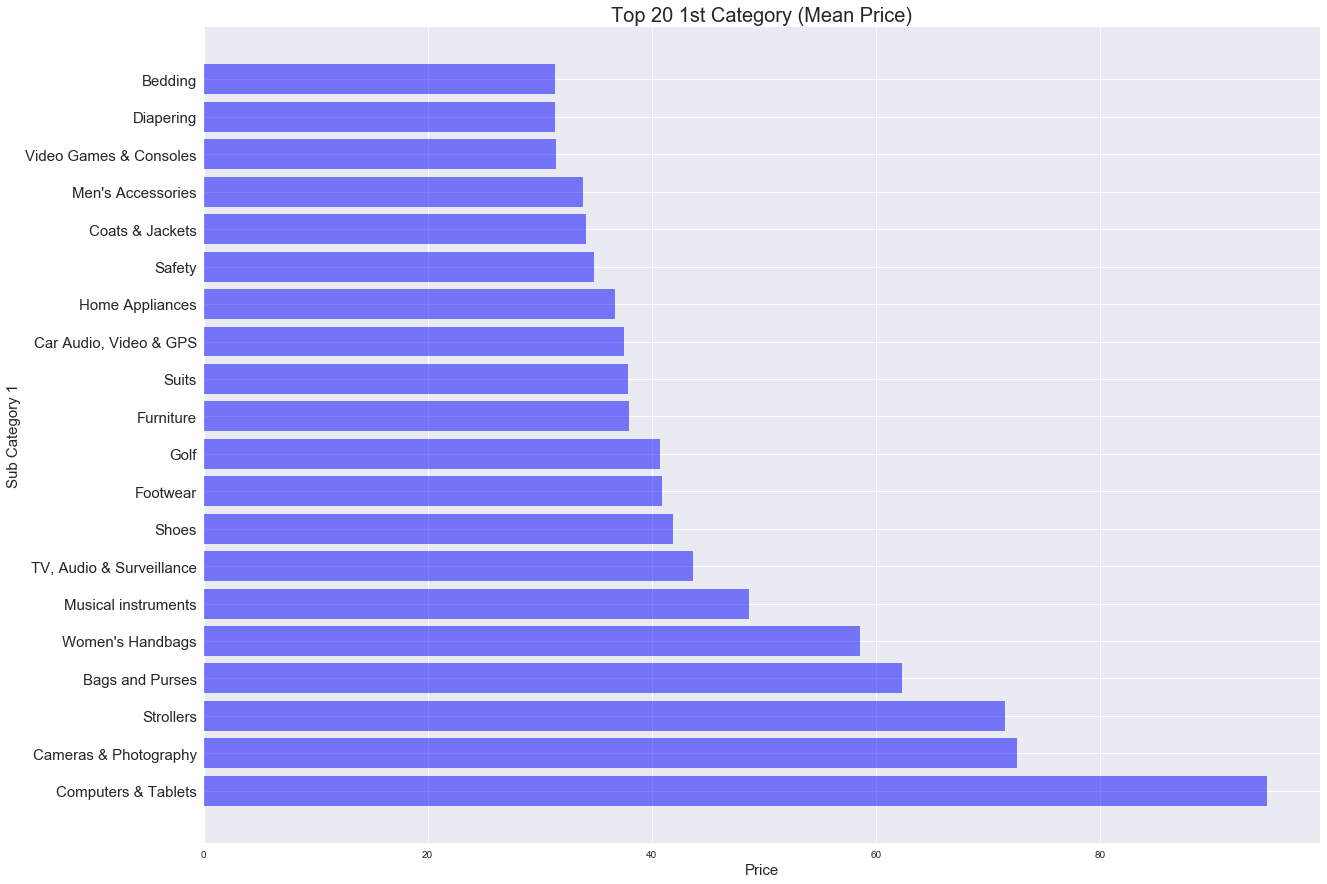 Top 20 1st Category (Mean Price)
Bedding
Diapering
Video Games & Consoles
Men's Accessories
Coats & Jackets
Safety
Home Appliances
Car Audio, Video & GPS
Suits
Furniture
Golf
Footwear
Shoes
TV, Audio & Surveillance
Musical instruments
Women's Handbags
Bags and Purses
Strollers
Cameras & Photography
Computers & Tablets
Sub Category 1
0 20 40 60 80
Price